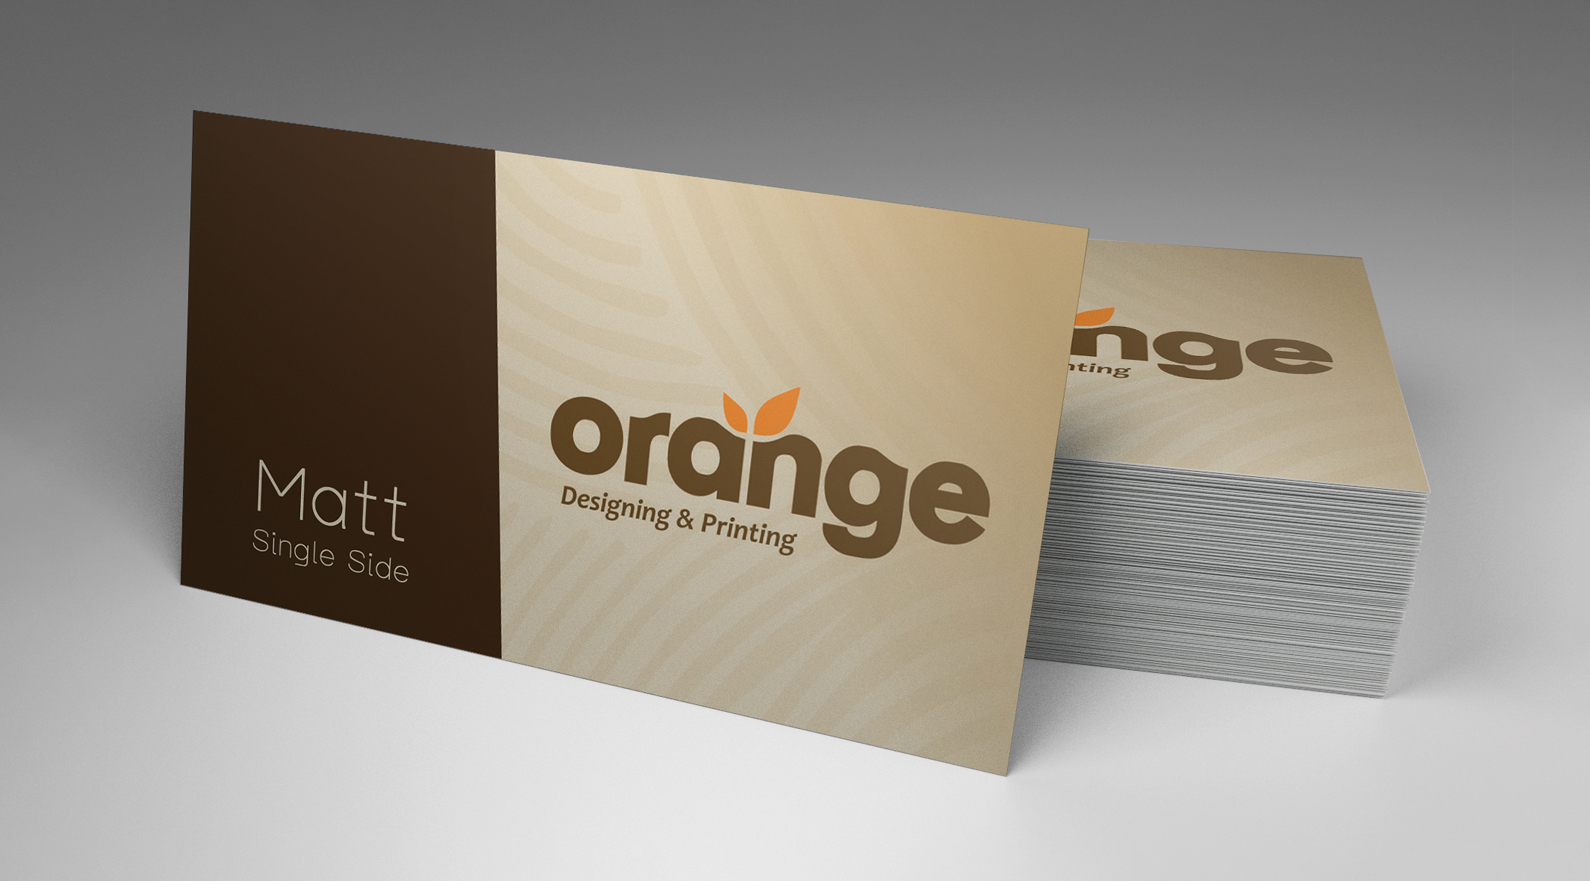 Matt
Single Side
orange
Designing & Printing
nge
nting